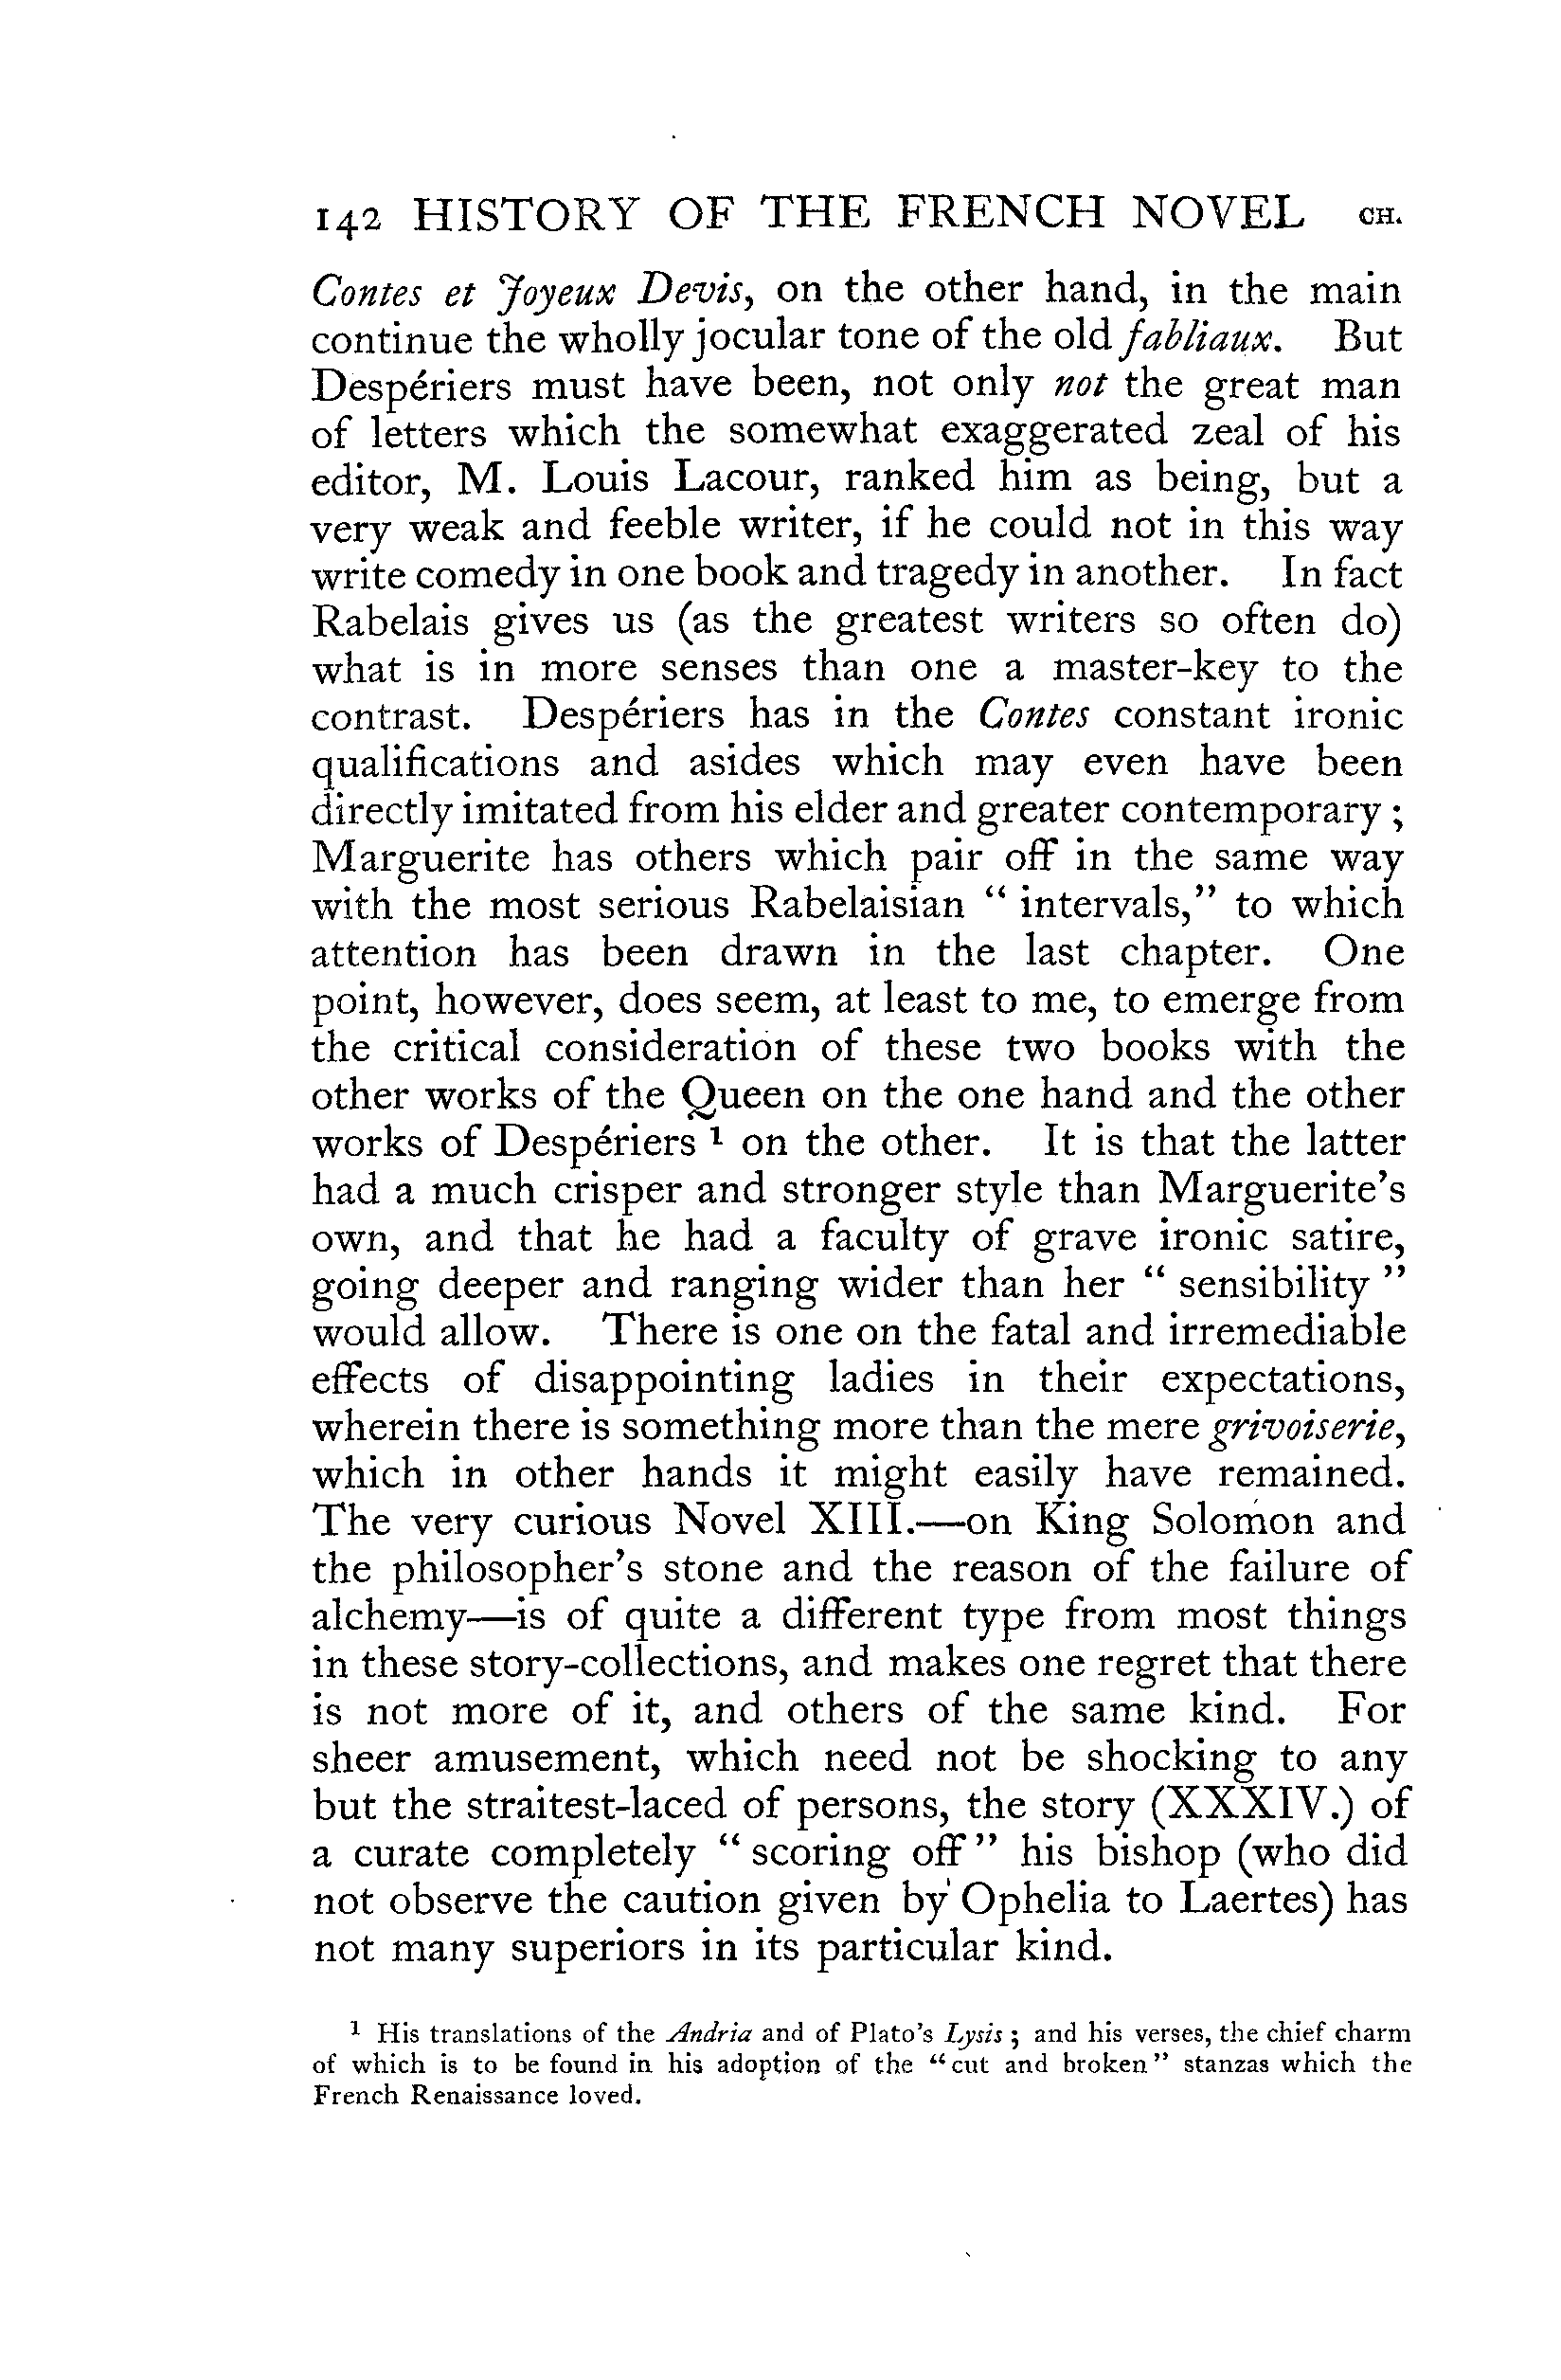 142 HISTORY OF THE FRENCH NOVEL CH.
Contes et Joyeux Devis, on the other hand, in the main
continue the wholly jocular tone of the old fabliaux. But
Despériers must have been, not only not the great man
of letters which the somewhat exaggerated zeal of his
editor, M. Louis Lacour, ranked him as being, but a
very weak and feeble writer, if he could not in this way
write comedy in one book and tragedy in another. In fact
Rabelais gives us (as the greatest writers so often do)
what is in more senses than one a master-key to the
contrast. Despériers has in the Contes constant ironic
qualifications and asides which may even have been
directly imitated from his elder and greater contemporary ;
Marguerite has others which pair off in the same way
with the most serious Rabelaisian “ intervals,” to which
attention has been drawn in the last chapter. One
point, however, does seem, at least to me, to emerge from
the critical consideration of these two books with the
other works of the Queen on the one hand and the other
works of Despériers ¹ on the other. It is that the latter
had a much crisper and stronger style than Marguerite’s
own, and that he had a faculty of grave ironic satire,
going deeper and ranging wider than her “ sensibility ”
would allow. There is one on the fatal and irremediable
effects of disappointing ladies in their expectations,
wherein there is something more than the mere grivoiserie,
which in other hands it might easily have remained.
The very curious Novel XIII.—on King Solomon and
the philosopher’s stone and the reason of the failure of
alchemy—is of quite a different type from most things
in these story-collections, and makes one regret that there
is not more of it, and others of the same kind. For
sheer amusement, which need not be shocking to any
but the straitest-laced of persons, the story (XXXIV.) of
a curate completely “ scoring off ” his bishop (who did
not observe the caution given by Ophelia to Laertes) has
not many superiors in its particular kind.
¹ His translations of the Andria and of Plato’s Lysis ; and his verses, the chief charm
of which is to be found in his adoption of the “cut and broken” stanzas which the
French Renaissance loved.